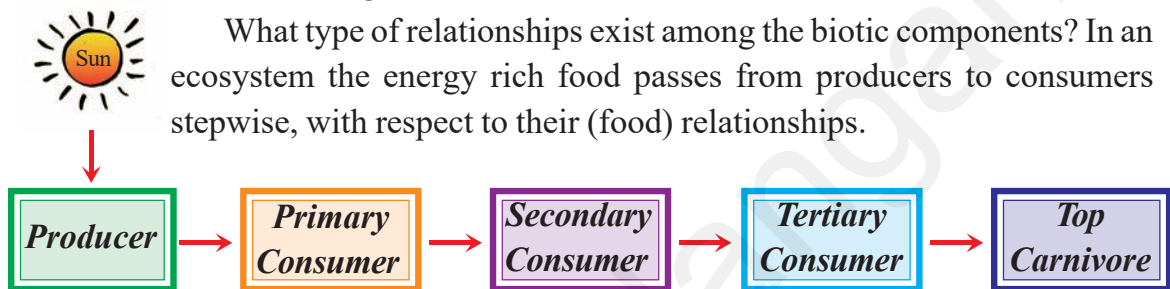 Sun
What type of relationships exist among the biotic components? In an
ecosystem the energy rich food passes from producers to consumers
stepwise, with respect to their (food) relationships.
Producer
Primary
Consumer
Secondary
Consumer
Tertiary
Consumer
Top
Carnivore